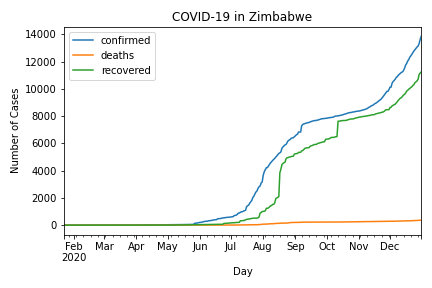 COVID-19 in Zimbabwe
confirmed
deaths
recovered
14000
12000
10000
8000
6000
4000
2000
0
Number of Cases
Feb Mar Apr May Jun Jul Aug Sep Oct Nov Dec
2020
Day